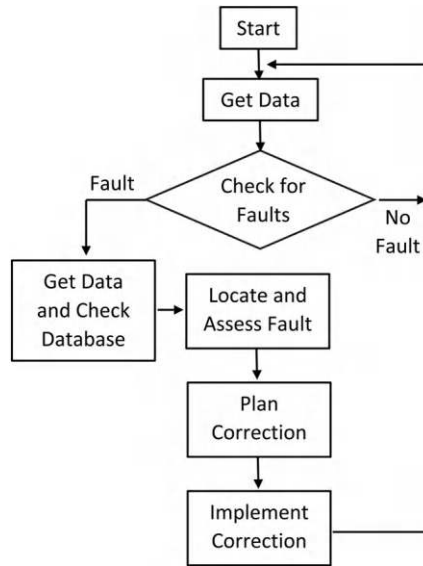 Start
Get Data
Fault
Check for
Faults
No
Fault
Get Data
and Check
Database
Locate and
Assess Fault
Plan
Correction
Implement
Correction